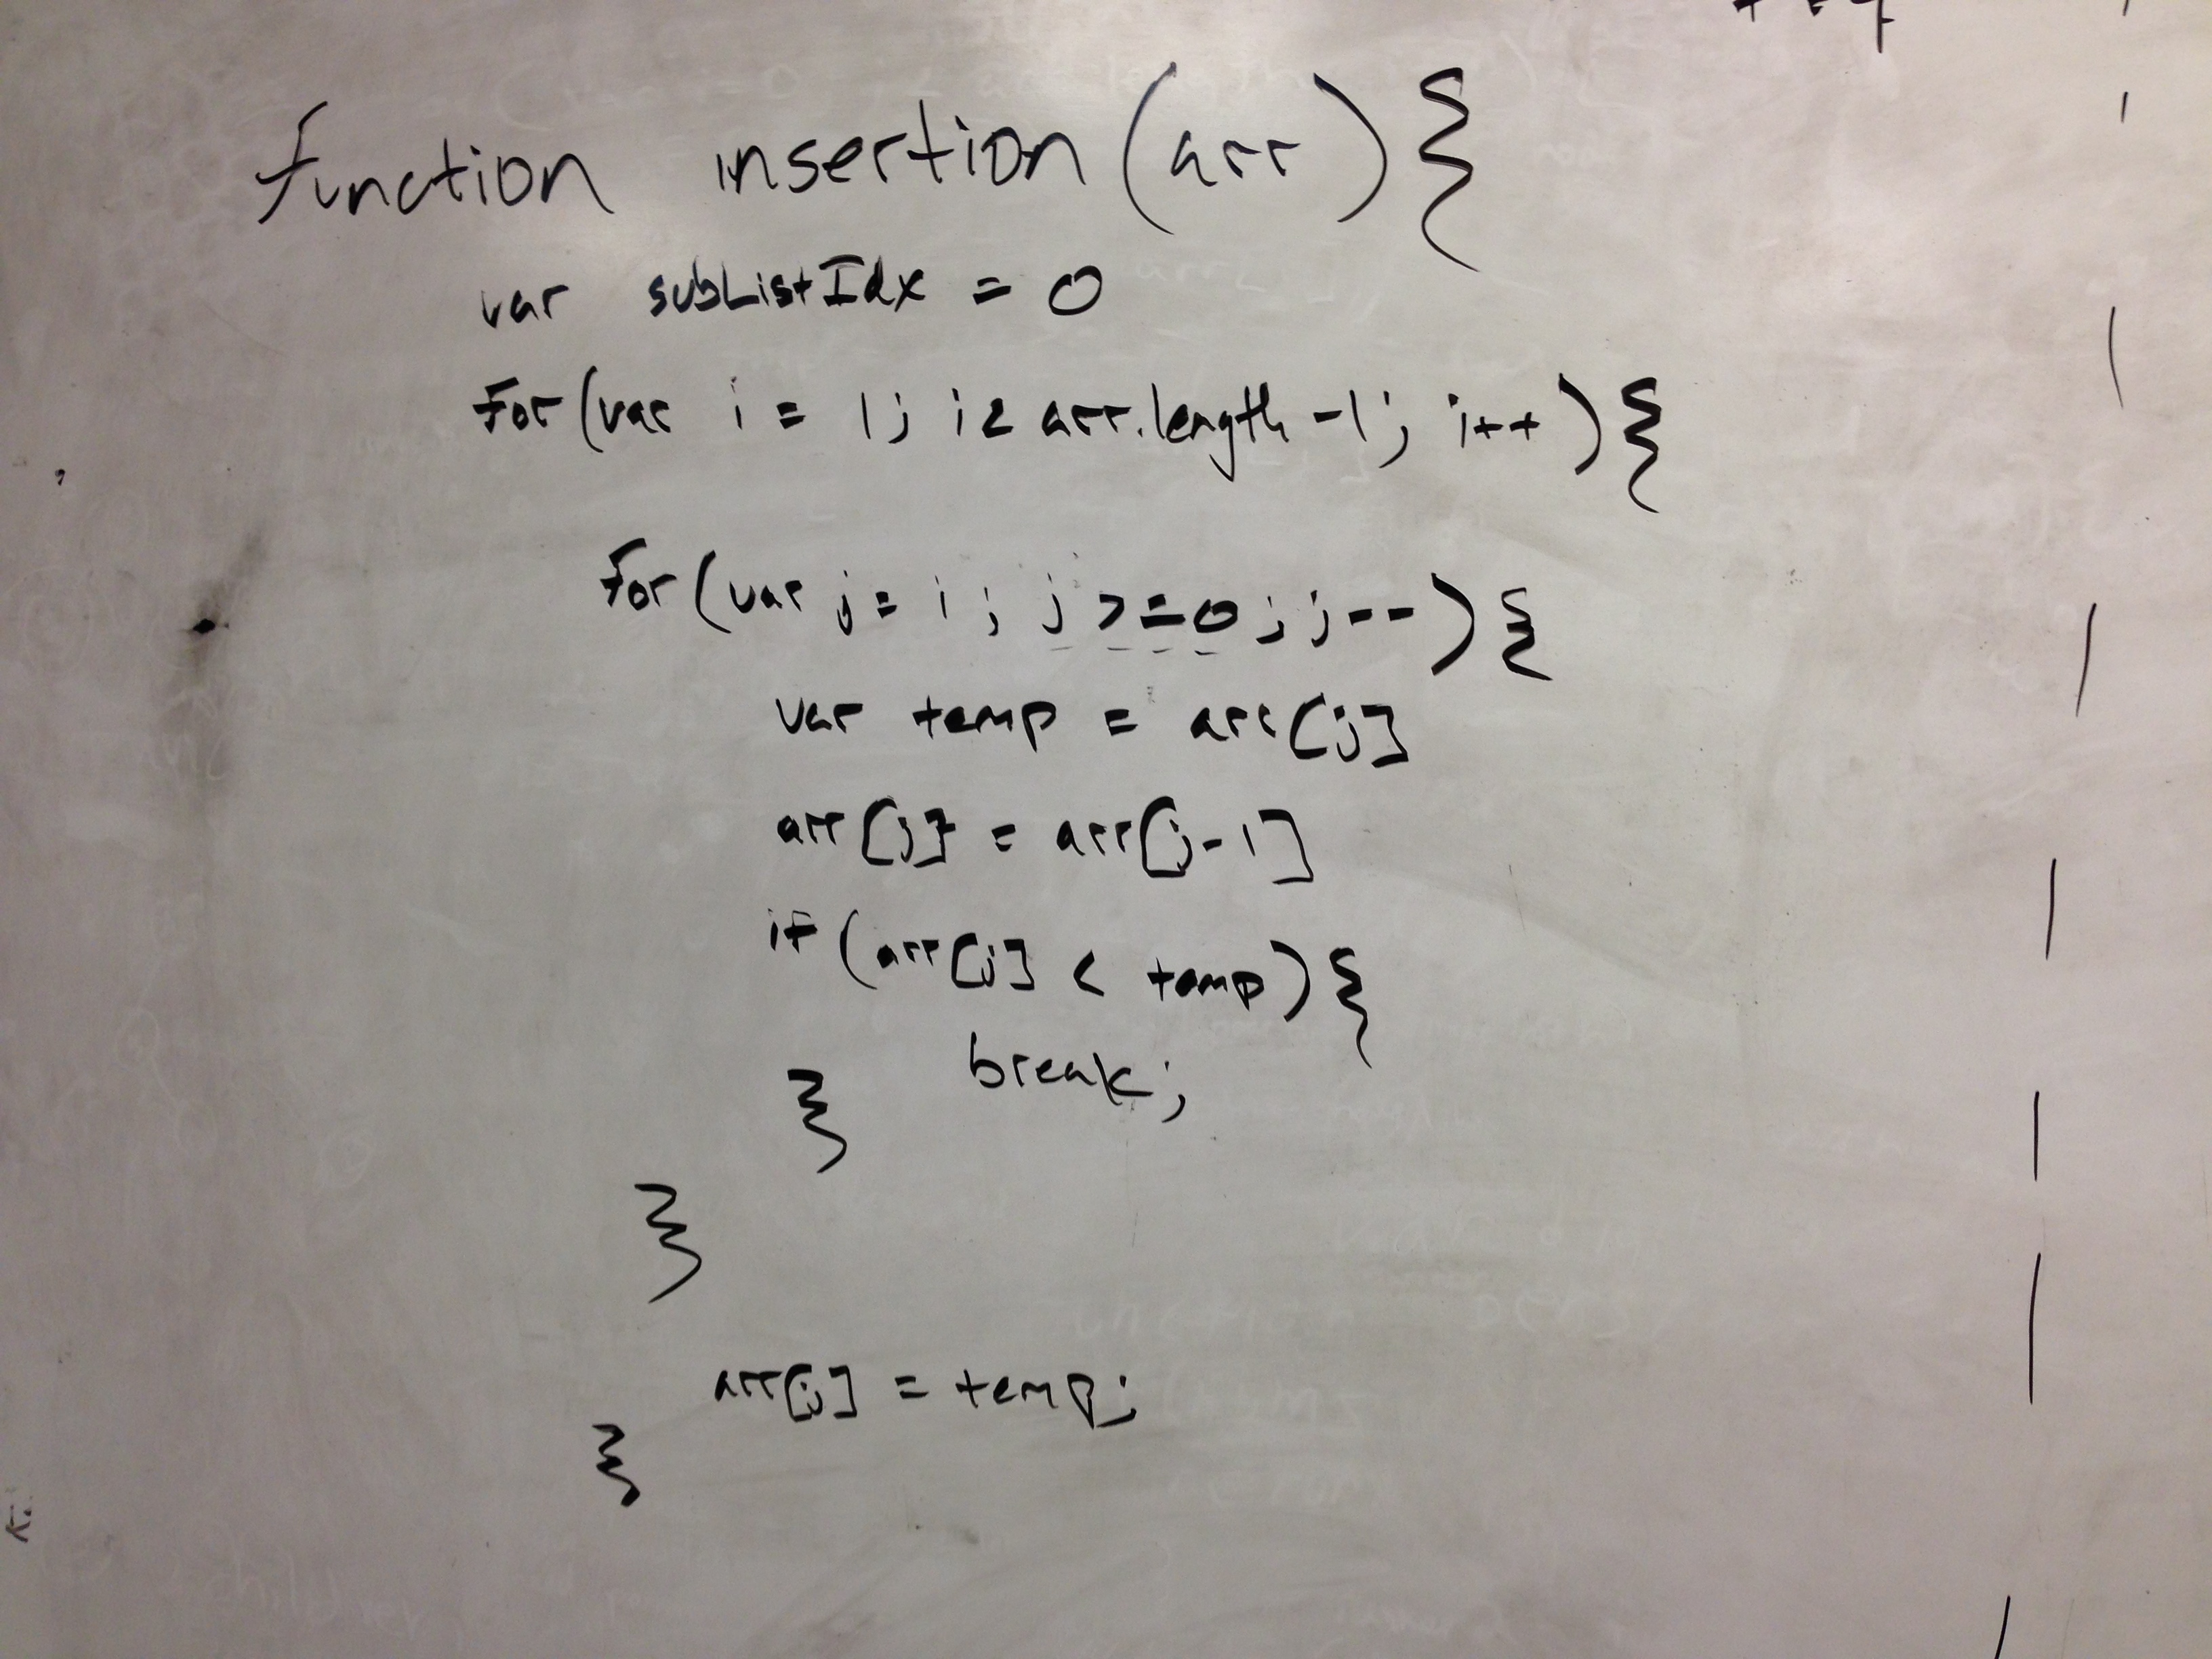 function insertion(arr){
var subListIdx = 0
for(var i = 1; i < arr.length -1; i++){
for(var j = i; j >=0; j--){
var temp = arr[j]
arr[j] = arr[j-1]
if(arr[j] < temp){
break;
}
}
arr[j] = temp;
}